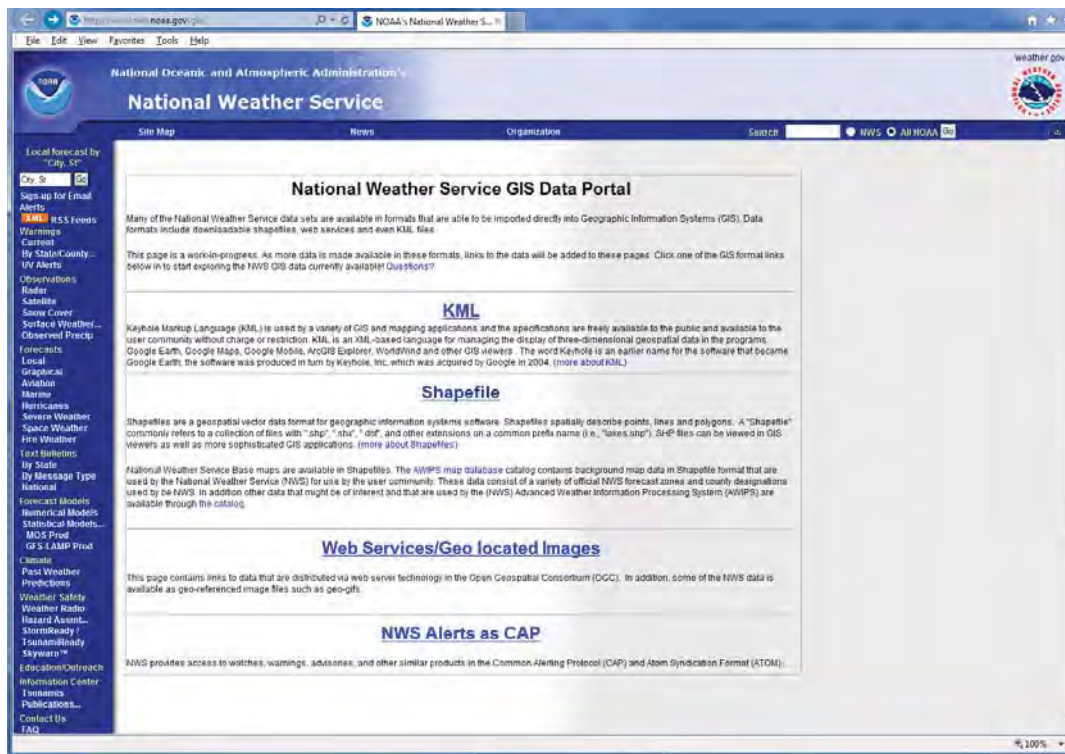 noaa.gov
NOAA's National Weather S...
File Edit View Favorites Tools Help
weather.gov
NOAA
National Oceanic and Atmospheric Administration's
National Weather Service
Site Map News Organization Search NWS All NOAA Go
Local forecast by
"City, St"
City, St Go
Sign-up for Email
Alerts
XML RSS Feeds
Warnings
Current
By State/County...
UV Alerts
Observations
Radar
Satellite
Snow Cover
Surface Weather...
Observed Precip
Forecasts
Local
Graphical
Aviation
Marine
Hurricanes
Severe Weather
Space Weather
Fire Weather
Text Bulletins
By State
By Message Type
National
Forecast Models
Numerical Models
Statistical Models...
MOS Prod
GFS-LAMP Prod
Climate
Past Weather
Predictions
Weather Safety
Weather Radio
Hazard Assmt...
StormReady /
TsunamiReady
Skywarn™
Education/Outreach
Information Center
Tsunamis
Publications...
Contact Us
FAQ
National Weather Service GIS Data Portal
Many of the National Weather Service data sets are available in formats that are able to be imported directly into Geographic Information Systems (GIS). Data
formats include downloadable shapefiles, web services and even KML files.
This page is a work-in-progress. As more data is made available in these formats, links to the data will be added to these pages. Click one of the GIS format links
below in to start exploring the NWS GIS data currently available! Questions?
KML
Keyhole Markup Language (KML) is used by a variety of GIS and mapping applications and the specifications are freely available to the public and available to the
user community without charge or restriction. KML is an XML-based language for managing the display of three-dimensional geospatial data in the programs
Google Earth, Google Maps, Google Mobile, ArcGIS Explorer, WorldWind and other GIS viewers . The word Keyhole is an earlier name for the software that became
Google Earth; the software was produced in turn by Keyhole, Inc, which was acquired by Google in 2004. (more about KML)
Shapefile
Shapefiles are a geospatial vector data format for geographic information systems software. Shapefiles spatially describe points, lines and polygons. A "Shapefile"
commonly refers to a collection of files with ".shp", ".shx", ".dbf", and other extensions on a common prefix name (i.e., "lakes.shp"). SHP files can be viewed in GIS
viewers as well as more sophisticated GIS applications. (more about Shapefiles)
National Weather Service Base maps are available in Shapefiles. The AWIPS map database catalog contains background map data in Shapefile format that are
used by the National Weather Service (NWS) for use by the user community. These data consist of a variety of official NWS forecast zones and county designations
used by be NWS. In addition other data that might be of interest and that are used by the (NWS) Advanced Weather Information Processing System (AWIPS) are
available through the catalog.
Web Services/Geo located Images
This page contains links to data that are distributed via web server technology in the Open Geospatial Consortium (OGC). In addition, some of the NWS data is
available as geo-referenced image files such as geo-gifs.
NWS Alerts as CAP
NWS provides access to watches, warnings, advisories, and other similar products in the Common Alerting Protocol (CAP) and Atom Syndication Format (ATOM).
100%